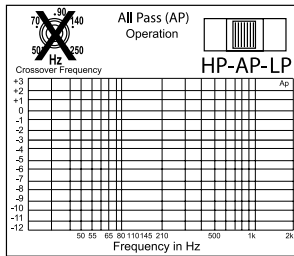 .90
70 140
50 250
Hz
Crossover Frequency
All Pass (AP)
Operation
HP-AP-LP
Ap
+3
+2
+1
0
-1
-2
-3
-4
-5
-6
-7
-8
-9
-10
-11
-12
50 55 65 80 110 145 210 500 1k 2k
Frequency in Hz